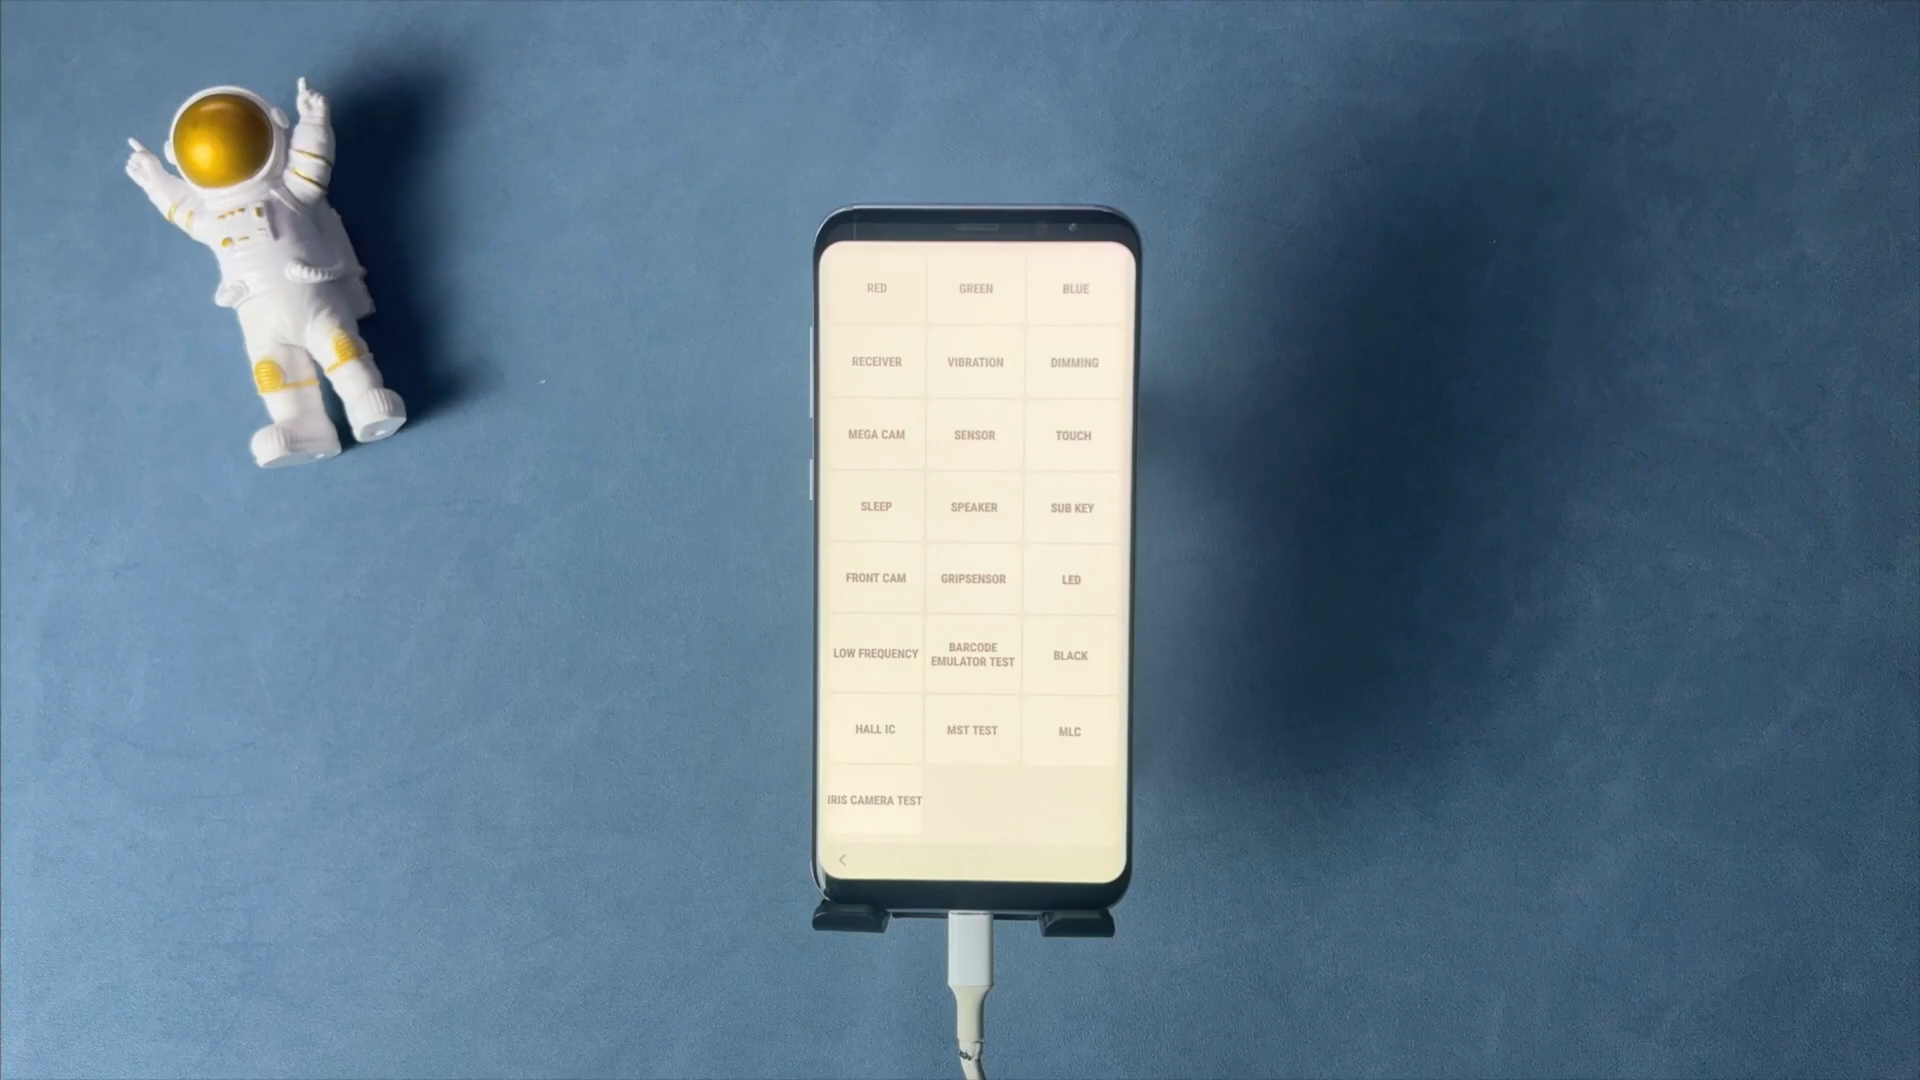 RED
GREEN
BLUE
RECEIVER
VIBRATION
DIMMING
MEGA CAM
SENSOR
TOUCH
SLEEP
SPEAKER
SUB KEY
FRONT CAM
GRIPSENSOR
LED
LOW FREQUENCY
BARCODE
EMULATOR TEST
BLACK
HALL IC
MST TEST
MLC
IRIS CAMERA TEST